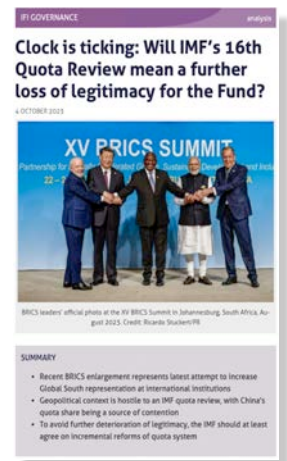 IFI GOVERNANCE
analysis
Clock is ticking: Will IMF's 16th
Quota Review mean a further
loss of legitimacy for the Fund?
4 OCTOBER 2023
XV BRICS SUMMIT
Partnership for
BRICS leaders' official photo at the XV BRICS Summit in Johannesburg, South Africa, Au-
gust 2023. Credit: Ricardo Stuckert/PR
SUMMARY
• Recent BRICS enlargement represents latest attempt to increase
Global South representation at international institutions
• Geopolitical context is hostile to an IMF quota review, with China's
quota share being a source of contention
• To avoid further deterioration of legitimacy, the IMF should at least
agree on incremental reforms of quota system